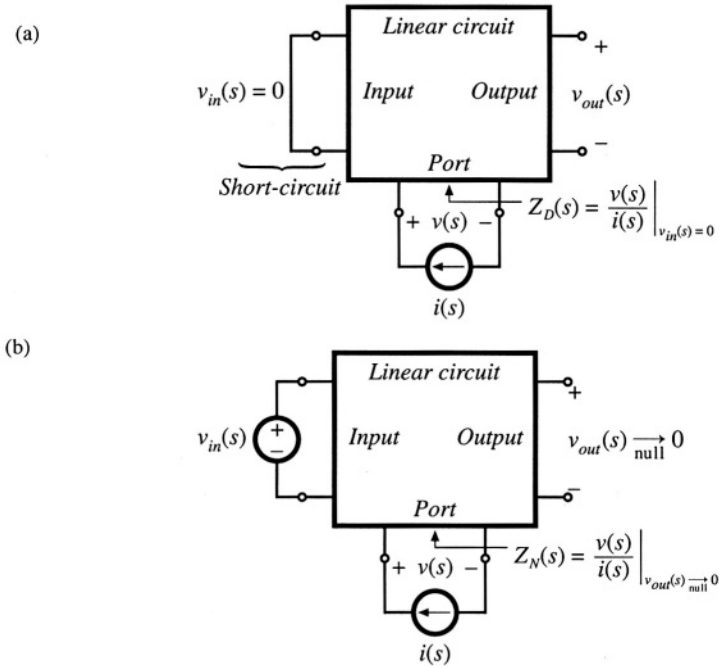 (a)
Linear circuit
+
v_in(s) = 0
Input
Output
v_out(s)
−
Port
Short-circuit
Z_D(s) = v(s)/i(s) |_{v_in(s) = 0}
+ v(s) −
i(s)
(b)
Linear circuit
+
v_in(s)
+
−
Input
Output
v_out(s) →null 0
−
Port
Z_N(s) = v(s)/i(s) |_{v_out(s) →null 0}
+ v(s) −
i(s)